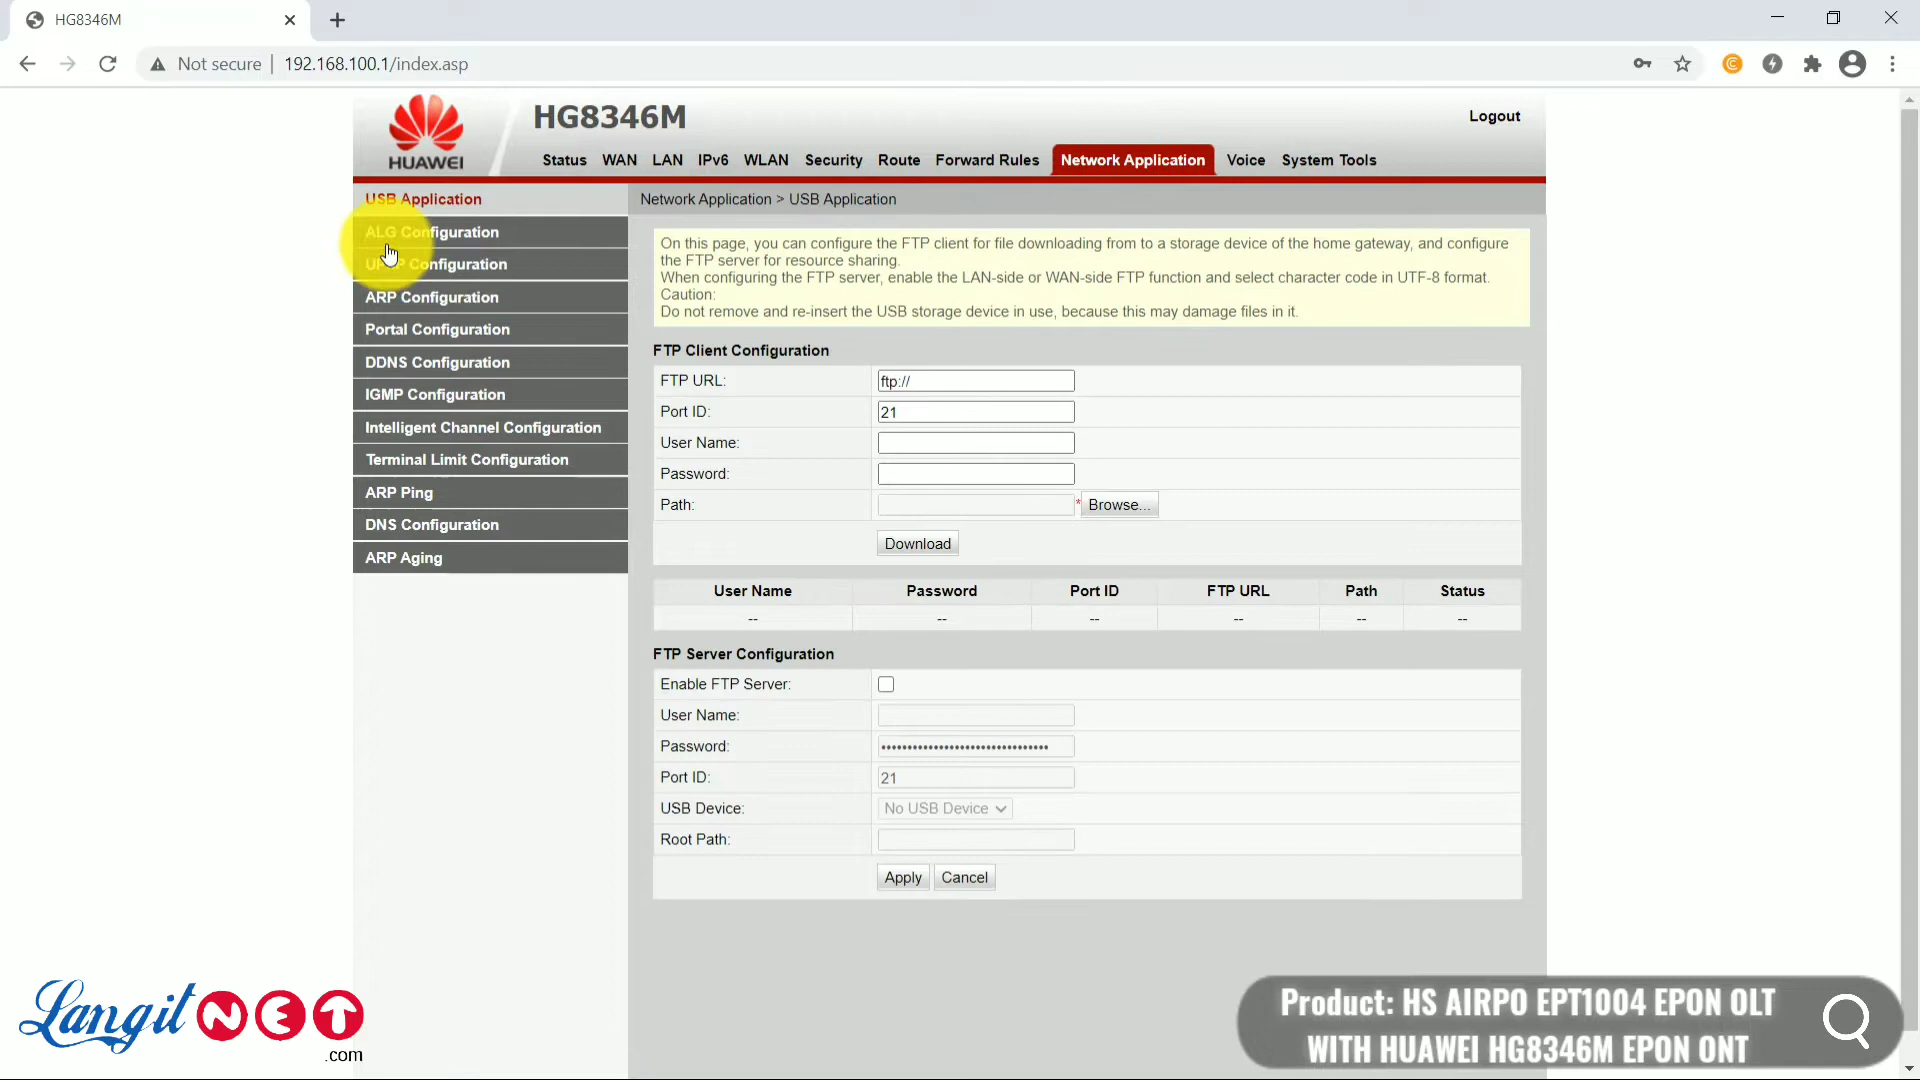 HG8346M
Not secure | 192.168.100.1/index.asp
HUAWEI
HG8346M
Logout
Status WAN LAN IPv6 WLAN Security Route Forward Rules Network Application Voice System Tools
USB Application
ALG Configuration
UPnP Configuration
ARP Configuration
Portal Configuration
DDNS Configuration
IGMP Configuration
Intelligent Channel Configuration
Terminal Limit Configuration
ARP Ping
DNS Configuration
ARP Aging
Network Application > USB Application
On this page, you can configure the FTP client for file downloading from to a storage device of the home gateway, and configure
the FTP server for resource sharing.
When configuring the FTP server, enable the LAN-side or WAN-side FTP function and select character code in UTF-8 format.
Caution:
Do not remove and re-insert the USB storage device in use, because this may damage files in it.
FTP Client Configuration
FTP URL: ftp://
Port ID: 21
User Name:
Password:
Path: * Browse...
Download
User Name Password Port ID FTP URL Path Status
-- -- -- -- -- --
FTP Server Configuration
Enable FTP Server:
User Name:
Password: ••••••••••••••••••••••••••••••••
Port ID: 21
USB Device: No USB Device
Root Path:
Apply Cancel
Langit NET
.com
Product: HS AIRPO EPT1004 EPON OLT
WITH HUAWEI HG8346M EPON ONT